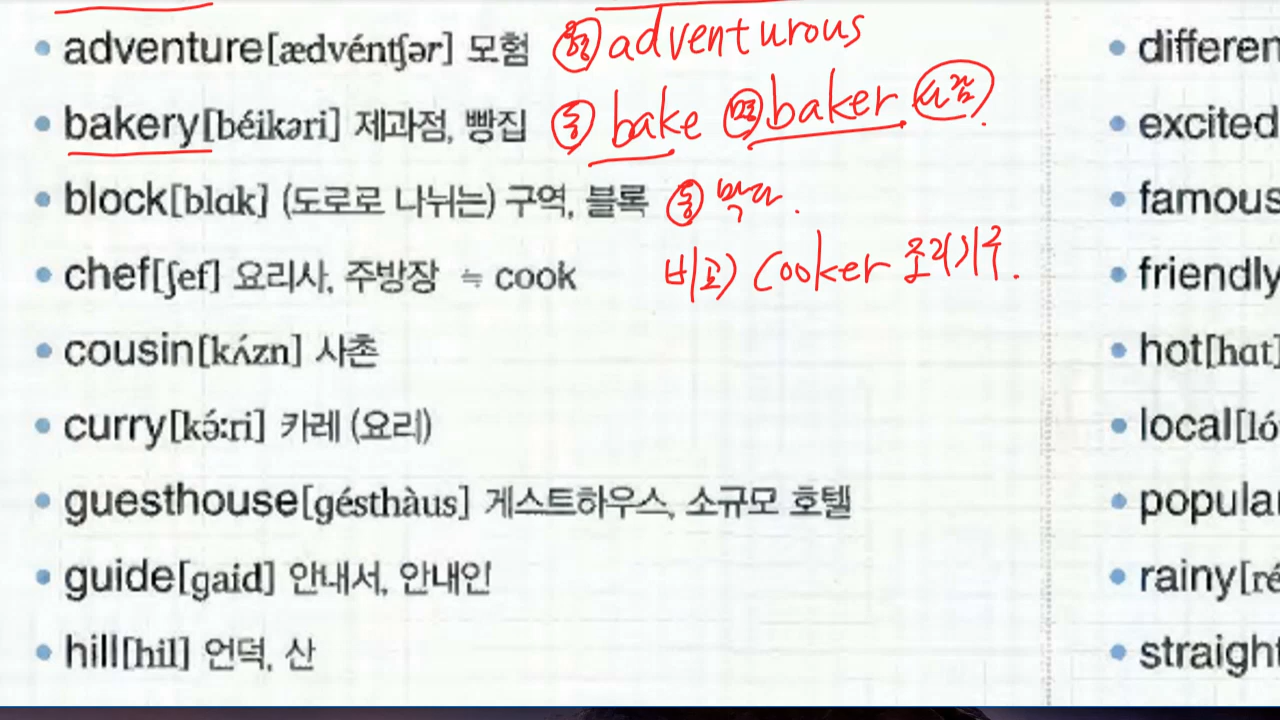 • adventure[ædvéntʃər] 모험 형 adventurous
• bakery[béikəri] 제과점, 빵집 동 bake 명 baker 사람.
• block[blɑk] (도로로 나뉘는) 구역, 블록 동 막다.
• chef[ʃef] 요리사, 주방장 ≒ cook 비교) cooker 조리기구.
• cousin[kʌ́zn] 사촌
• curry[kə́ːri] 카레 (요리)
• guesthouse[gésthàus] 게스트하우스, 소규모 호텔
• guide[gaid] 안내서, 안내인
• hill[hil] 언덕, 산
• differen
• excited
• famous
• friendly
• hot[hɑt]
• local[ló
• popula
• rainy[ré
• straight